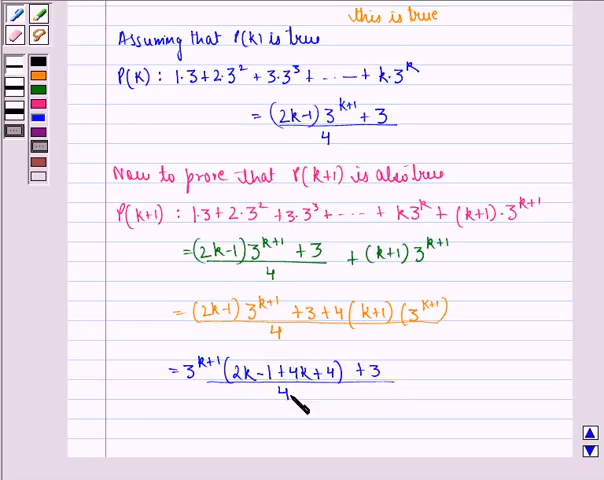 this is true
Assuming that P(k) is true
P(k) : 1·3+2·3² + 3·3³ + ··· — + k·3ᵏ
= (2k-1) 3ᵏ⁺¹ + 3
4
Now to prove that P(k+1) is also true
P(k+1) : 1·3+2·3² +3·3³ + --- + k3ᵏ + (k+1)·3ᵏ⁺¹
= (2k-1) 3ᵏ⁺¹ + 3 + (k+1) 3ᵏ⁺¹
4
= (2k-1) 3ᵏ⁺¹ + 3 + 4(k+1) (3ᵏ⁺¹)
4
= 3ᵏ⁺¹ (2k-1+4k+4) + 3
4